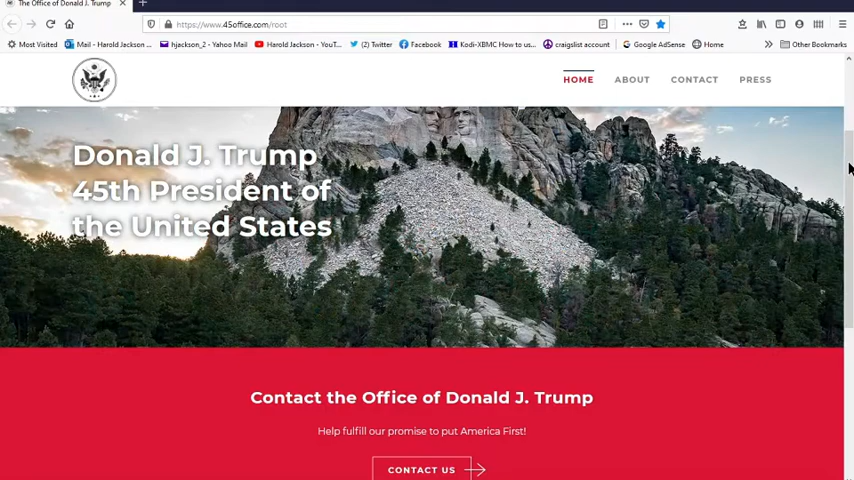 The Office of Donald J. Trump
https://www.45office.com/root
Most Visited
Mail - Harold Jackson ...
hjackson_2 - Yahoo Mail
Harold Jackson - YouT...
(2) Twitter
Facebook
Kodi-XBMC How to us...
craigslist account
Google AdSense
Home
Other Bookmarks
HOME
ABOUT
CONTACT
PRESS
Donald J. Trump
45th President of
the United States
Contact the Office of Donald J. Trump
Help fulfill our promise to put America First!
CONTACT US